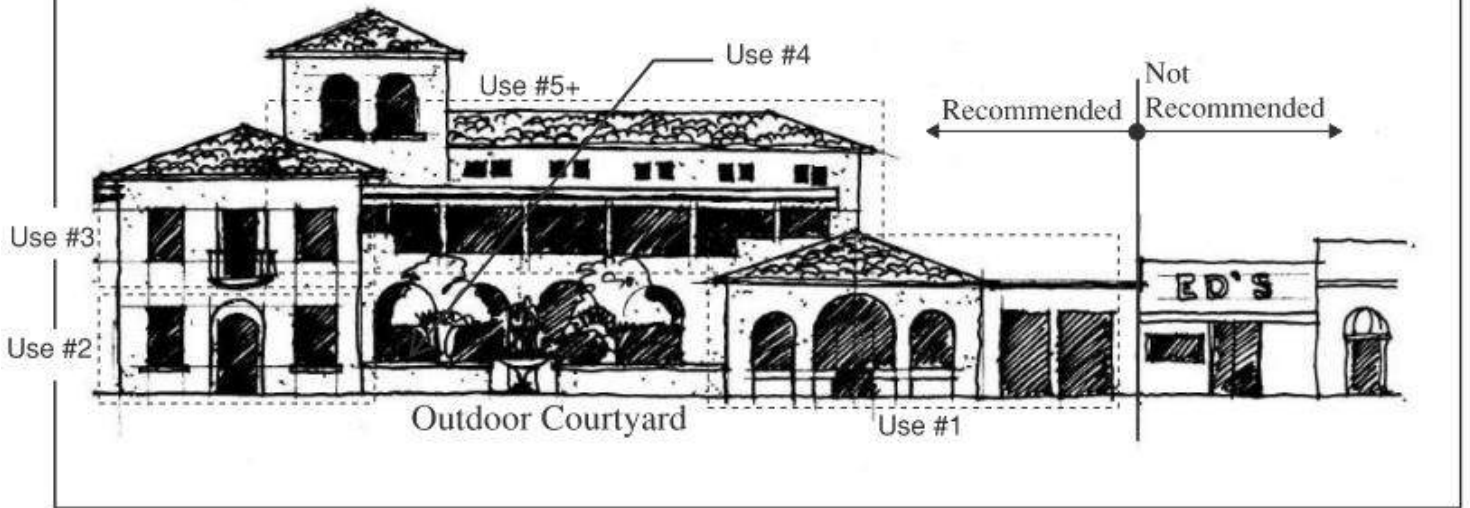 Use #4
Use #5+
Not
Recommended
Recommended
Use #3
ED'S
Use #2
Outdoor Courtyard
Use #1